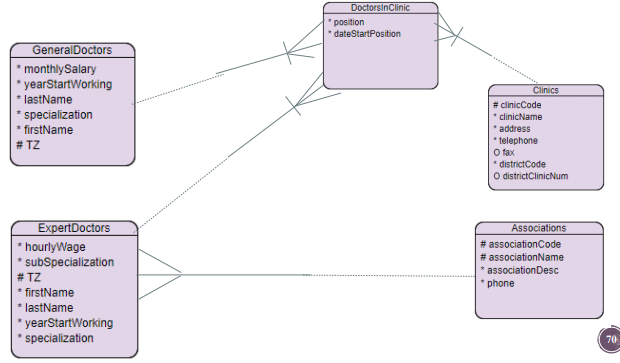 DoctorsInClinic
* position
* dateStartPosition
GeneralDoctors
* monthlySalary
* yearStartWorking
* lastName
* specialization
* firstName
# TZ
Clinics
# clinicCode
* clinicName
* address
* telephone
O fax
* districtCode
O districtClinicNum
ExpertDoctors
* hourlyWage
* subSpecialization
# TZ
* firstName
* lastName
* yearStartWorking
* specialization
Associations
# associationCode
# associationName
* associationDesc
* phone
70